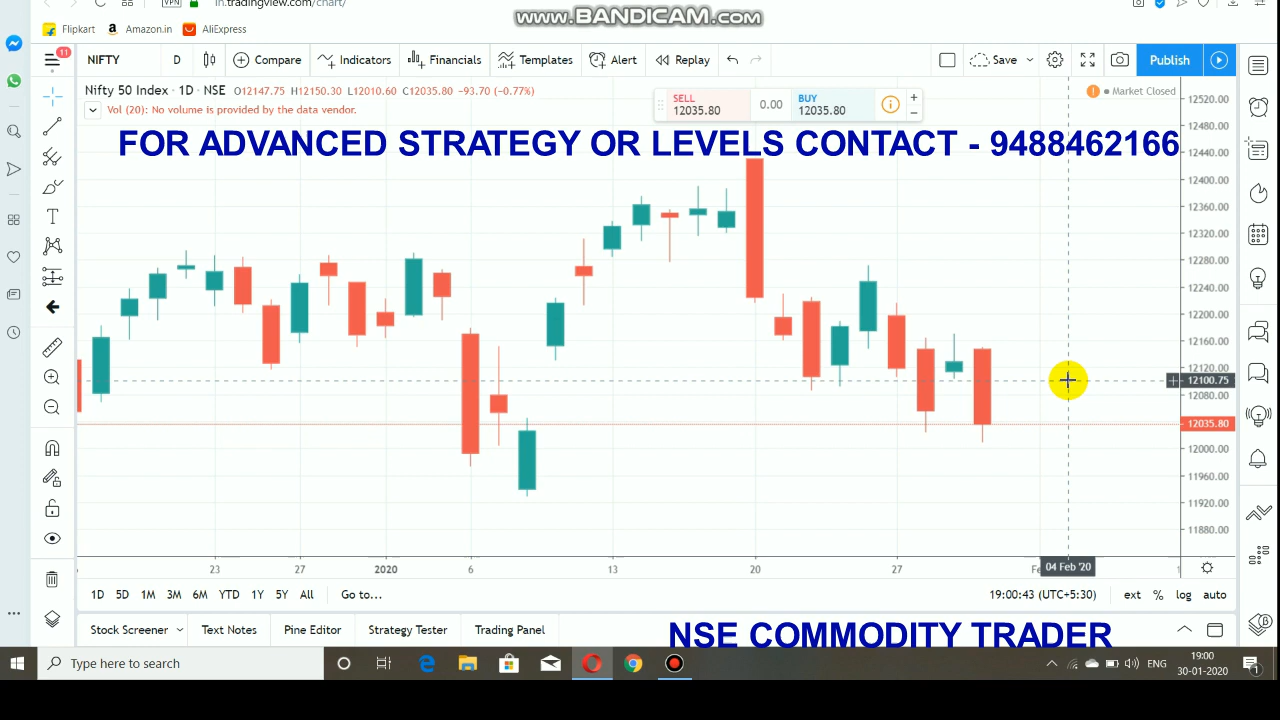 www.BANDICAM.com
VPN in.tradingview.com/chart/
Flipkart Amazon.in AliExpress
11
NIFTY D Compare Indicators Financials Templates Alert Replay Save Publish
Nifty 50 Index · 1D · NSE O12147.75 H12150.30 L12010.60 C12035.80 -93.70 (-0.77%)
Vol (20): No volume is provided by the data vendor.
SELL
12035.80
0.00
BUY
12035.80
Market Closed
FOR ADVANCED STRATEGY OR LEVELS CONTACT - 9488462166
12520.00
12480.00
12440.00
12400.00
12360.00
12320.00
12280.00
12240.00
12200.00
12160.00
12120.00
12100.75
12080.00
12035.80
12000.00
11960.00
11920.00
11880.00
23 27 2020 6 13 20 27 04 Feb '20
1D 5D 1M 3M 6M YTD 1Y 5Y All Go to... 19:00:43 (UTC+5:30) ext % log auto
Stock Screener Text Notes Pine Editor Strategy Tester Trading Panel
NSE COMMODITY TRADER
Type here to search ENG
19:00
30-01-2020
1